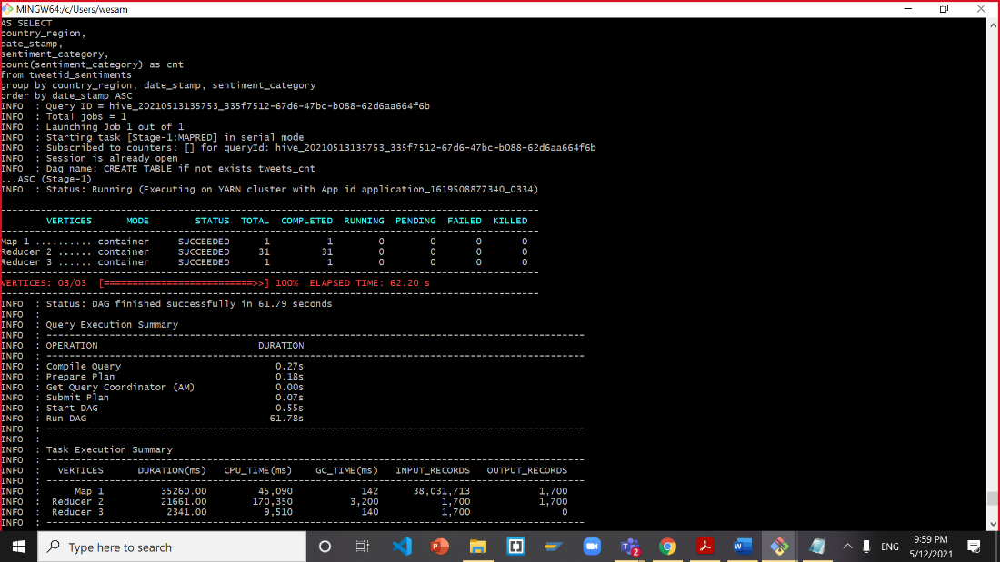 MINGW64:/c/Users/wesam
AS SELECT
country_region,
date_stamp,
sentiment_category,
count(sentiment_category) as cnt
from tweetid_sentiments
group by country_region, date_stamp, sentiment_category
order by date_stamp ASC
INFO  : Query ID = hive_20210513135753_335f7512-67d6-47bc-b088-62d6aa664f6b
INFO  : Total jobs = 1
INFO  : Launching Job 1 out of 1
INFO  : Starting task [Stage-1:MAPRED] in serial mode
INFO  : Subscribed to counters: [] for queryId: hive_20210513135753_335f7512-67d6-47bc-b088-62d6aa664f6b
INFO  : Session is already open
INFO  : Dag name: CREATE TABLE if not exists tweets_cnt
...ASC (Stage-1)
INFO  : Status: Running (Executing on YARN cluster with App id application_1619508877340_0334)
----------------------------------------------------------------------------------------------
VERTICES      MODE        STATUS  TOTAL  COMPLETED  RUNNING  PENDING  FAILED  KILLED
----------------------------------------------------------------------------------------------
Map 1 .......... container     SUCCEEDED      1          1        0        0       0       0
Reducer 2 ...... container     SUCCEEDED     31         31        0        0       0       0
Reducer 3 ...... container     SUCCEEDED      1          1        0        0       0       0
----------------------------------------------------------------------------------------------
VERTICES: 03/03  [==========================>>] 100%  ELAPSED TIME: 62.20 s
----------------------------------------------------------------------------------------------
INFO  : Status: DAG finished successfully in 61.79 seconds
INFO  :
INFO  : Query Execution Summary
INFO  : ----------------------------------------------------------------------------------------------
INFO  : OPERATION                            DURATION
INFO  : ----------------------------------------------------------------------------------------------
INFO  : Compile Query                           0.27s
INFO  : Prepare Plan                            0.18s
INFO  : Get Query Coordinator (AM)              0.00s
INFO  : Submit Plan                             0.07s
INFO  : Start DAG                               0.55s
INFO  : Run DAG                                61.78s
INFO  : ----------------------------------------------------------------------------------------------
INFO  :
INFO  : Task Execution Summary
INFO  : ----------------------------------------------------------------------------------------------
INFO  :   VERTICES      DURATION(ms)   CPU_TIME(ms)    GC_TIME(ms)   INPUT_RECORDS   OUTPUT_RECORDS
INFO  : ----------------------------------------------------------------------------------------------
INFO  :      Map 1          35260.00         45,090            142      38,031,713            1,700
INFO  :  Reducer 2          21661.00        170,350          3,200           1,700            1,700
INFO  :  Reducer 3           2341.00          9,510            140           1,700                0
INFO  : ----------------------------------------------------------------------------------------------
Type here to search
2
ENG
9:59 PM
5/12/2021